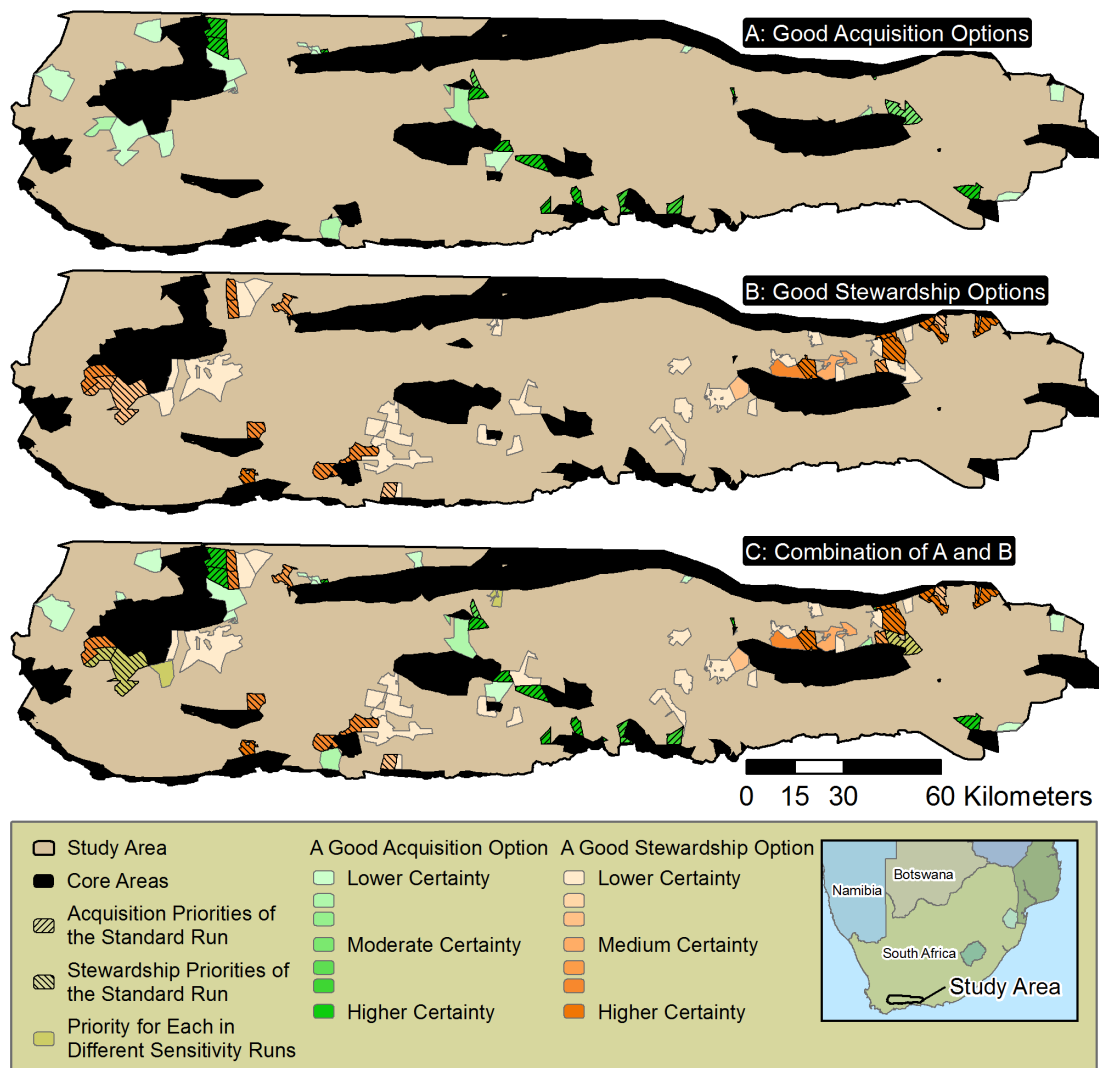 A: Good Acquisition Options
B: Good Stewardship Options
C: Combination of A and B
0 15 30 60 Kilometers
Study Area
Core Areas
Acquisition Priorities of
the Standard Run
Stewardship Priorities of
the Standard Run
Priority for Each in
Different Sensitivity Runs
A Good Acquisition Option
Lower Certainty
Moderate Certainty
Higher Certainty
A Good Stewardship Option
Lower Certainty
Medium Certainty
Higher Certainty
Botswana
Namibia
South Africa
Study Area